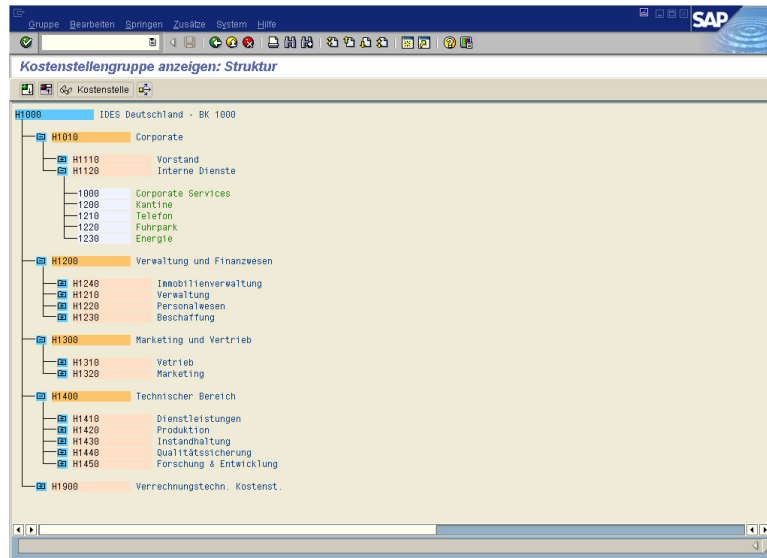 Gruppe Bearbeiten Springen Zusätze System Hilfe
SAP
Kostenstellengruppe anzeigen: Struktur
Kostenstelle
H1000 IDES Deutschland - BK 1000
H1010 Corporate
H1110 Vorstand
H1120 Interne Dienste
1000 Corporate Services
1200 Kantine
1210 Telefon
1220 Fuhrpark
1230 Energie
H1200 Verwaltung und Finanzwesen
H1240 Immobilienverwaltung
H1210 Verwaltung
H1220 Personalwesen
H1230 Beschaffung
H1300 Marketing und Vertrieb
H1310 Vetrieb
H1320 Marketing
H1400 Technischer Bereich
H1410 Dienstleistungen
H1420 Produktion
H1430 Instandhaltung
H1440 Qualitätssicherung
H1450 Forschung & Entwicklung
H1900 Verrechnungstechn. Kostenst.